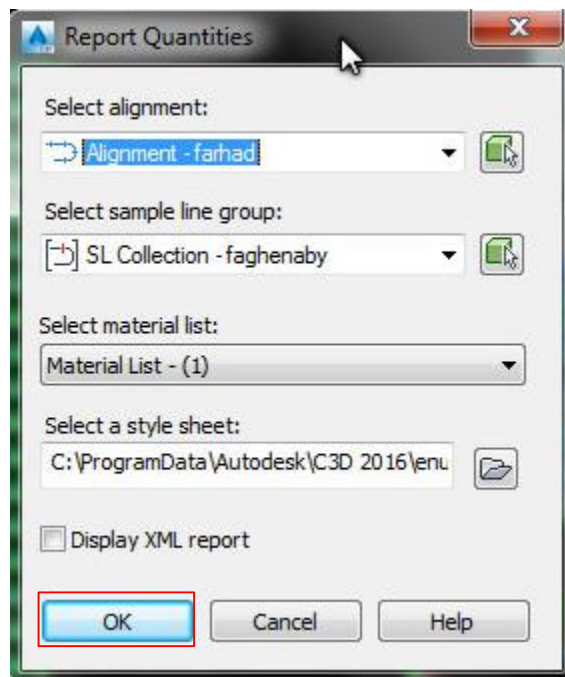 Report Quantities
Select alignment:
Alignment - farhad
Select sample line group:
SL Collection - faghenaby
Select material list:
Material List - (1)
Select a style sheet:
C:\ProgramData\Autodesk\C3D 2016\enu
Display XML report
OK Cancel Help